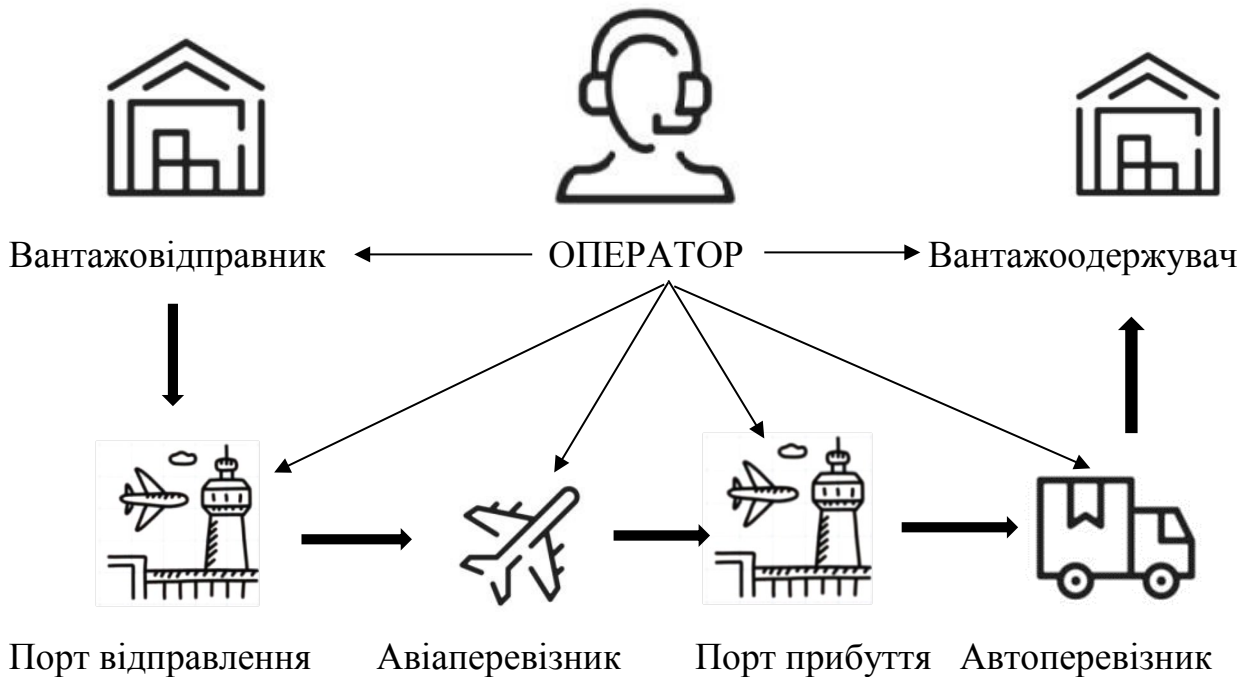 Вантажовідправник ОПЕРАТОР Вантажоодержувач
Порт відправлення Авіаперевізник Порт прибуття Автоперевізник